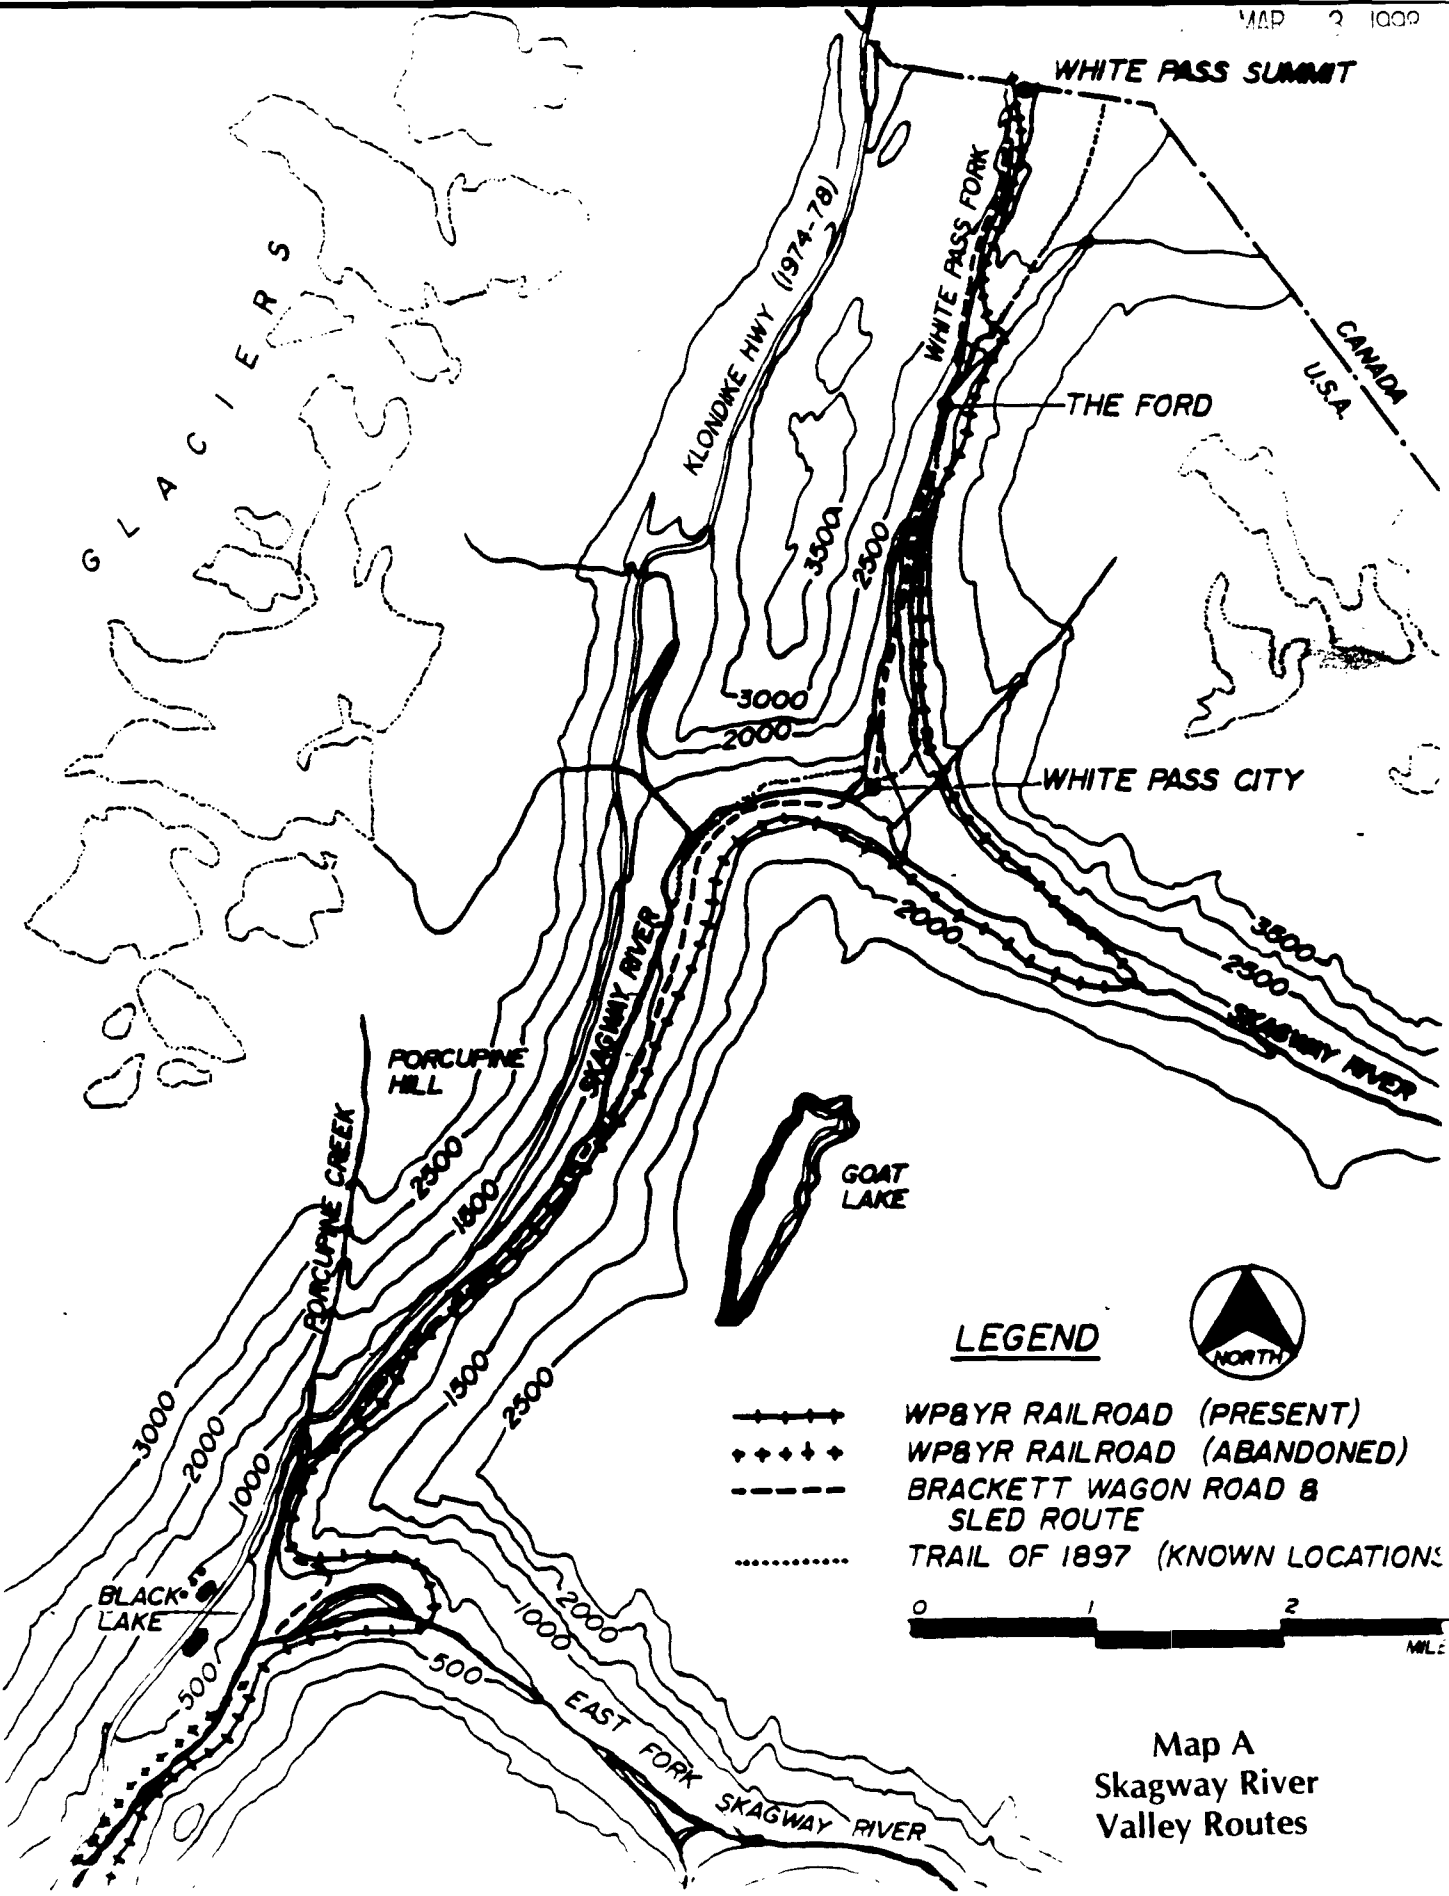 MAR 3 1992
WHITE PASS SUMMIT
WHITE PASS FORK
KLONDIKE HWY (1974-78)
GLACIERS
CANADA
U.S.A.
THE FORD
3500
2500
3000
2000
WHITE PASS CITY
2000
3500
2500
SKAGWAY RIVER
SKAGWAY RIVER
PORCUPINE
HILL
PORCUPINE CREEK
2500
1800
GOAT
LAKE
NORTH
LEGEND
WP&YR RAILROAD (PRESENT)
WP&YR RAILROAD (ABANDONED)
BRACKETT WAGON ROAD &
SLED ROUTE
TRAIL OF 1897 (KNOWN LOCATIONS
0 1 2
MILE
3000
2000
1000
1500
2500
BLACK
LAKE
500
2000
1000
500
EAST FORK SKAGWAY RIVER
Map A
Skagway River
Valley Routes